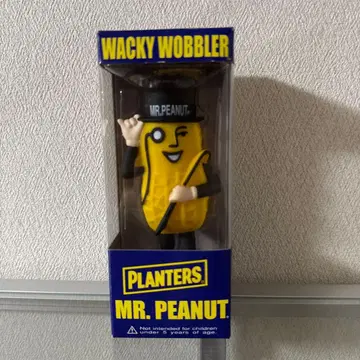 WACKY WOBBLER
MR. PEANUT
PLANTERS
MR. PEANUT
Not intended for children
under 5 years of age.